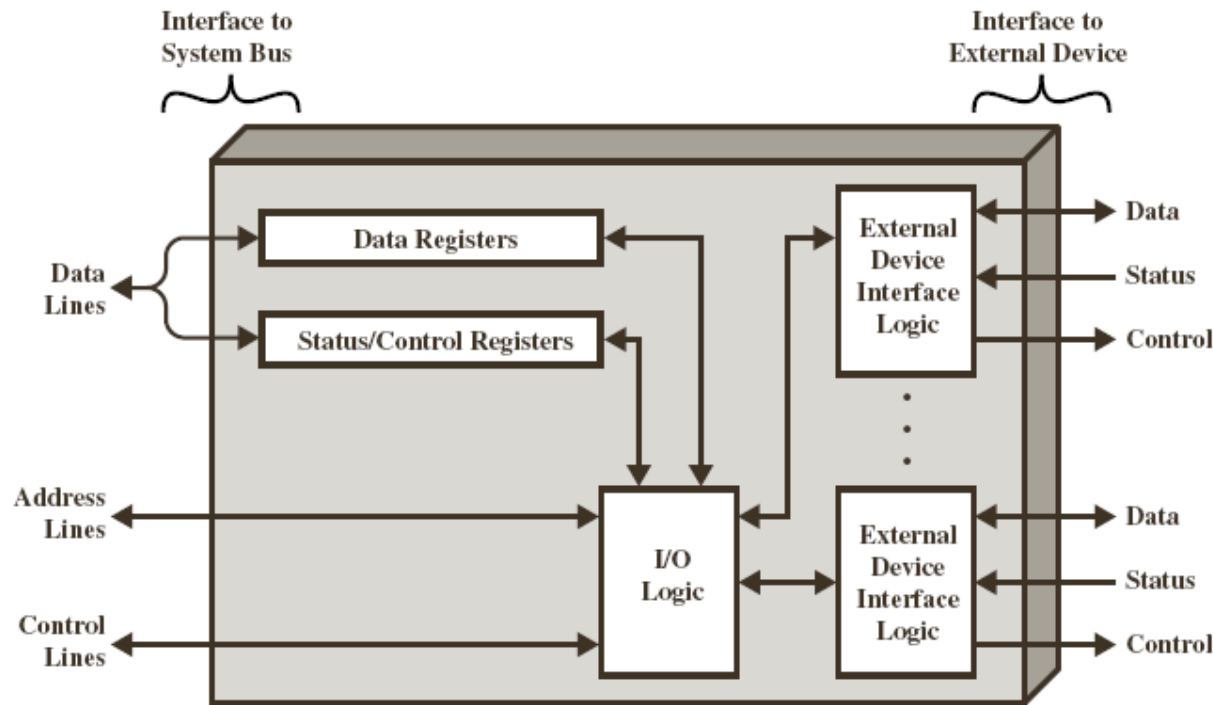 Interface to
System Bus
Interface to
External Device
Data Registers
Status/Control Registers
Data
Lines
External
Device
Interface
Logic
Data
Status
Control
Address
Lines
Control
Lines
I/O
Logic
External
Device
Interface
Logic
Data
Status
Control